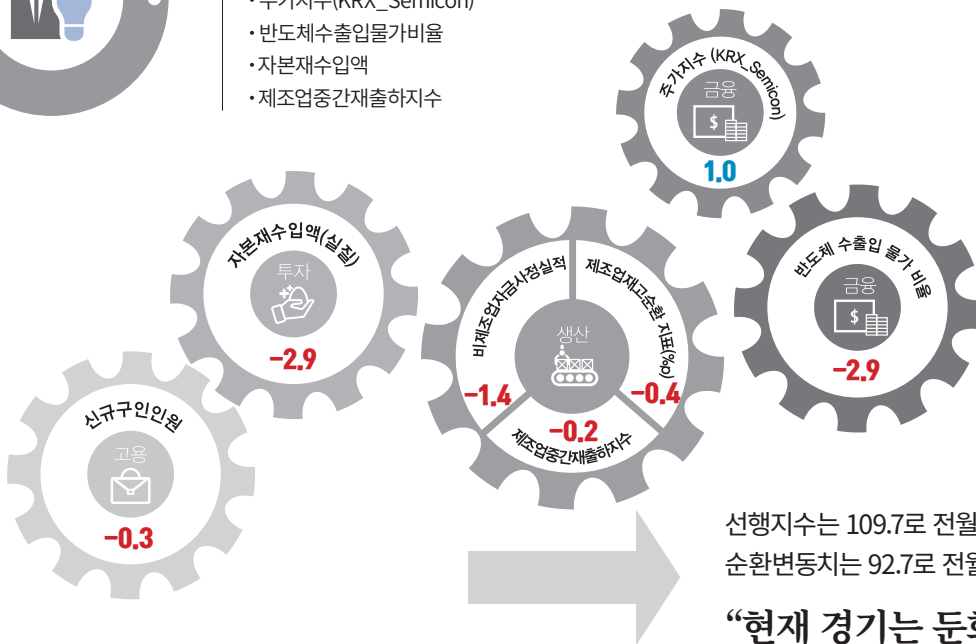 주가지수(KRX_Semicon)
· 반도체수출입물가비율
· 자본재수입액
· 제조업중간재출하지수
주가지수 (KRX_Semicon)
금융
$
1.0
자본재수입액(실질)
투자
-2.9
비제조업자금사정실적
제조업재고순환 지표(%p)
생산
-1.4
-0.4
-0.2
제조업중간재출하지수
반도체 수출입 물가 비율
금융
$
-2.9
신규구인인원
고용
-0.3
선행지수는 109.7로 전월
순환변동치는 92.7로 전월
“현재 경기는